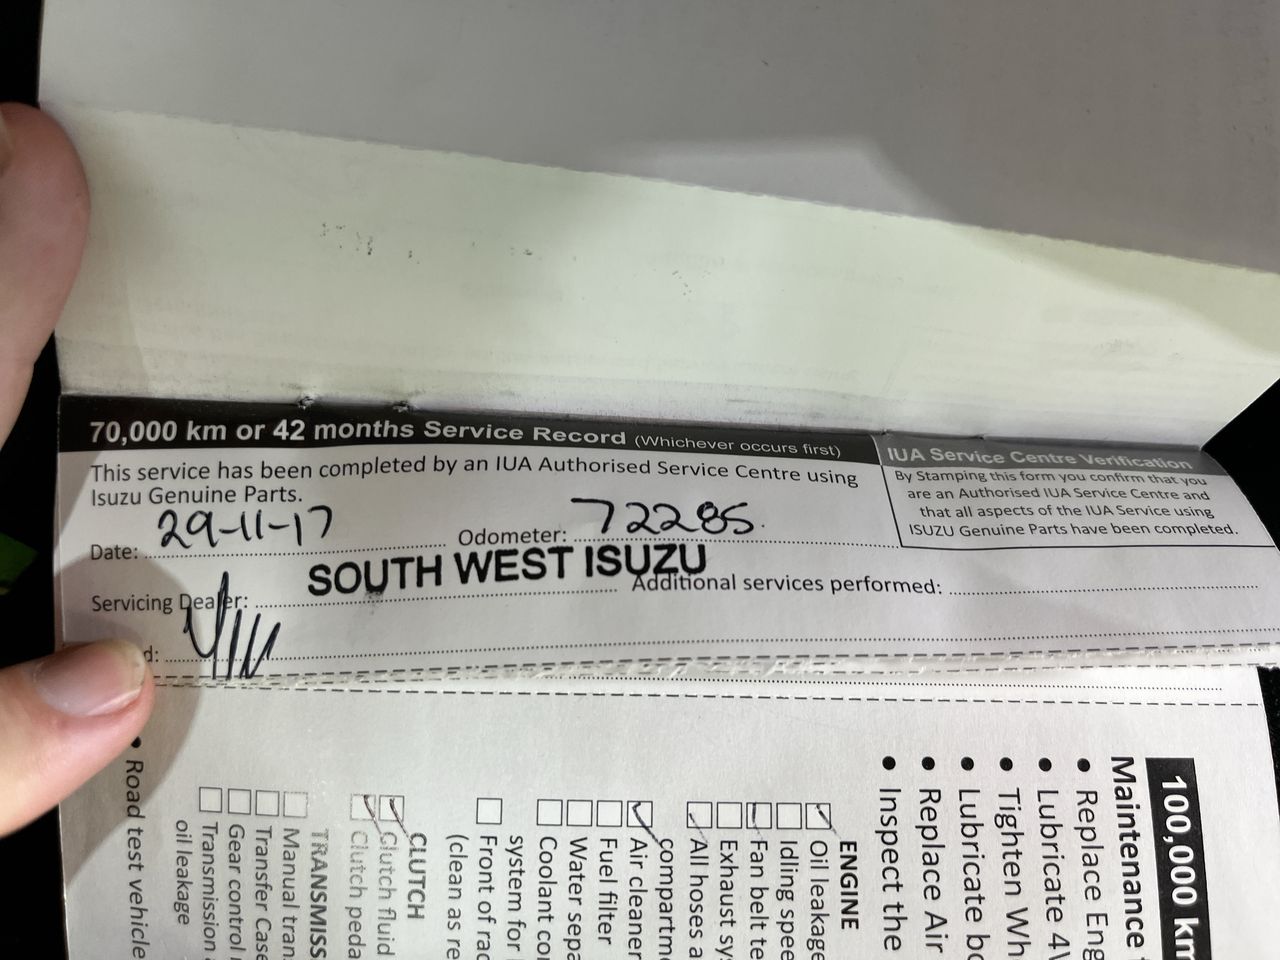 70,000 km or 42 months Service Record (Whichever occurs first)
This service has been completed by an IUA Authorised Service Centre using
Isuzu Genuine Parts.
Date: 29-11-17 Odometer: 72285
Servicing Dealer: SOUTH WEST ISUZU Additional services performed:
IUA Service Centre Verification
By Stamping this form you confirm that you
are an Authorised IUA Service Centre and
that all aspects of the IUA Service using
ISUZU Genuine Parts have been completed.
100,000 km
Maintenance
• Replace Eng
• Lubricate 4
• Tighten Wh
• Lubricate bo
• Replace Air
• Inspect the
ENGINE
Oil leakage
Idling spee
Fan belt te
Exhaust sy
All hoses a
compartm
Air cleaner
Fuel filter
Water sepa
Coolant co
system for
Front of rad
(clean as re
CLUTCH
Clutch fluid
Clutch peda
TRANSMISS
Manual tran
Transfer Case
Gear control
Transmission
oil leakage
• Road test vehicle